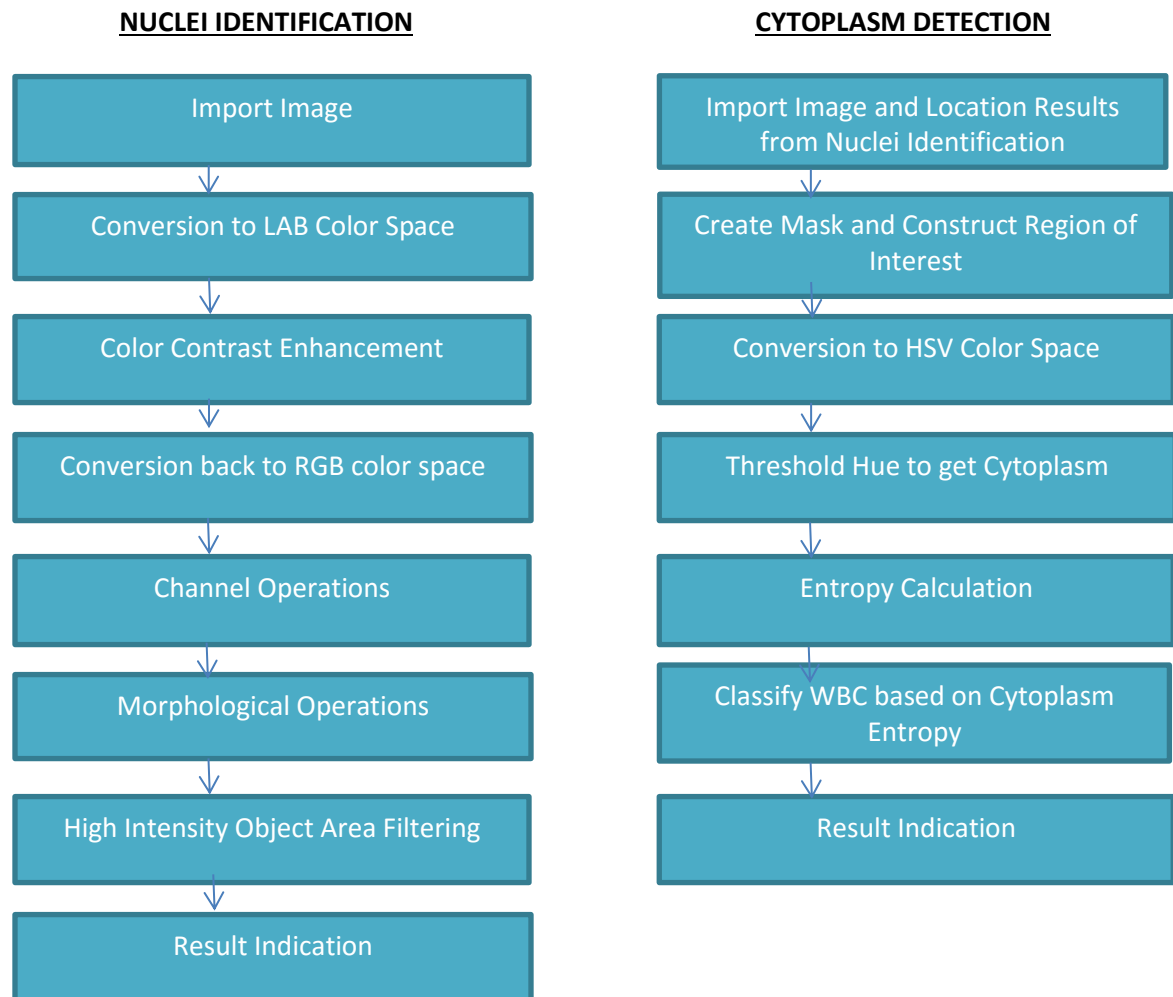 NUCLEI IDENTIFICATION
Import Image
Conversion to LAB Color Space
Color Contrast Enhancement
Conversion back to RGB color space
Channel Operations
Morphological Operations
High Intensity Object Area Filtering
Result Indication
CYTOPLASM DETECTION
Import Image and Location Results
from Nuclei Identification
Create Mask and Construct Region of
Interest
Conversion to HSV Color Space
Threshold Hue to get Cytoplasm
Entropy Calculation
Classify WBC based on Cytoplasm
Entropy
Result Indication